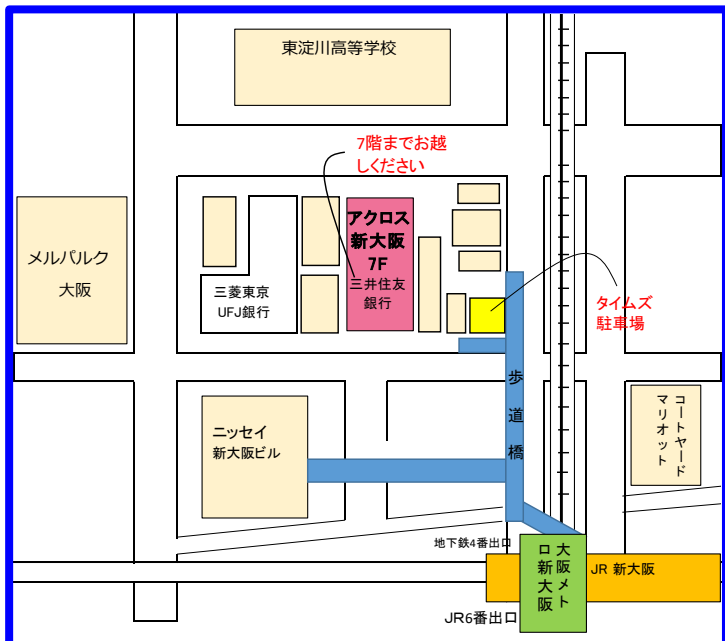 東淀川高等学校
7階までお越
しください
アクロス
新大阪
7F
三井住友
銀行
メルパルク
大阪
三菱東京
UFJ銀行
タイムズ
駐車場
歩道橋
コートヤード
マリオット
ニッセイ
新大阪ビル
地下鉄4番出口
大阪メト
ロ新大阪
JR 新大阪
JR6番出口